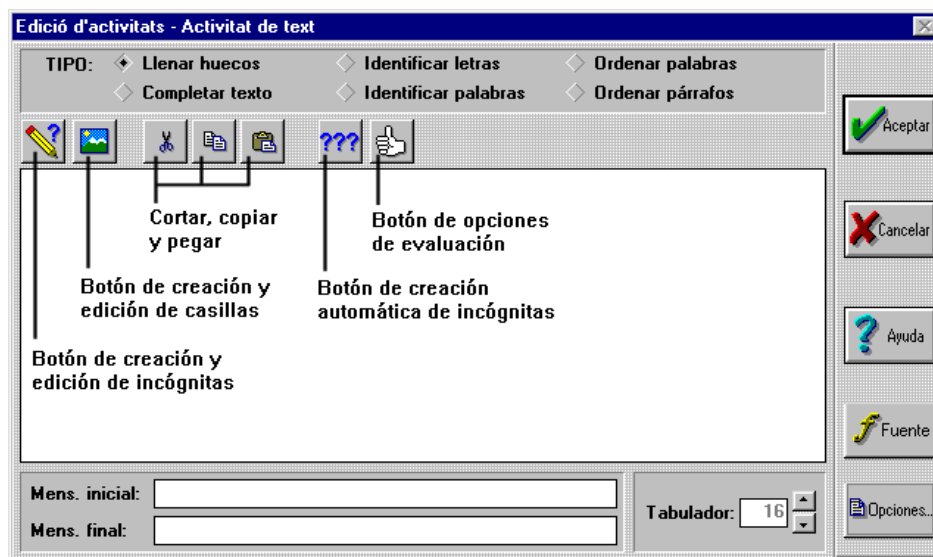 Edició d'activitats - Activitat de text
TIPO: Llenar huecos Identificar letras Ordenar palabras
Completar texto Identificar palabras Ordenar párrafos
???
Aceptar
Cortar, copiar
y pegar
Botón de opciones
de evaluación
Cancelar
Botón de creación y
edición de casillas
Botón de creación
automática de incógnitas
Ayuda
Botón de creación y
edición de incógnitas
Fuente
Mens. inicial:
Mens. final:
Tabulador: 16
Opciones...